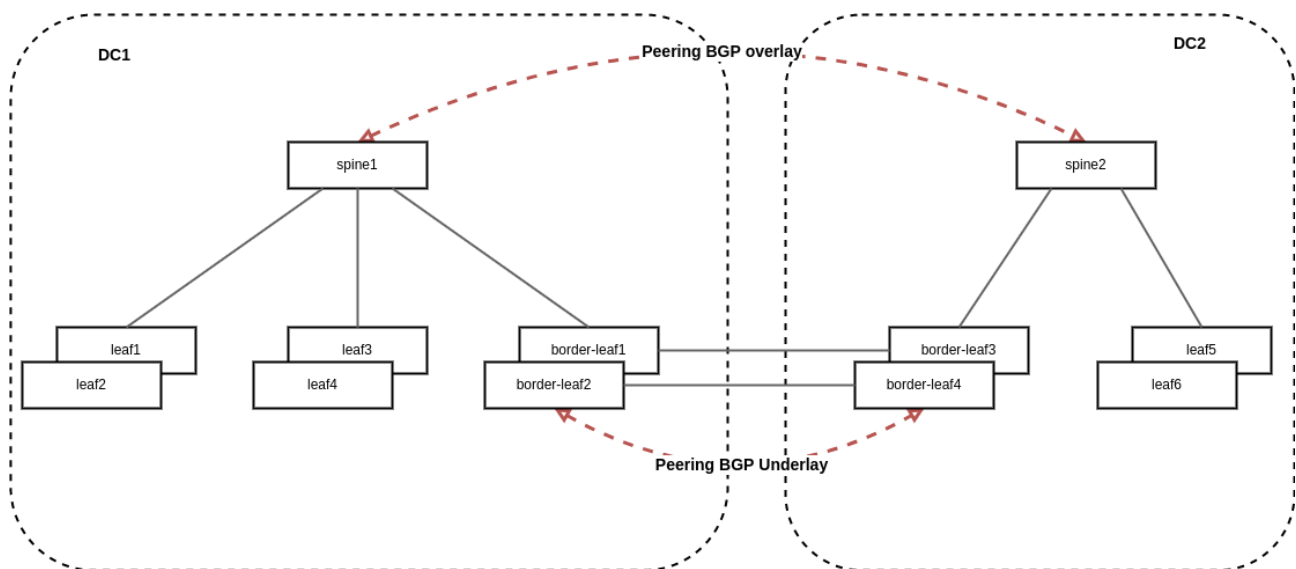 DC1
Peering BGP overlay
DC2
spine1
spine2
leaf1
leaf2
leaf3
leaf4
border-leaf1
border-leaf2
border-leaf3
border-leaf4
leaf5
leaf6
Peering BGP Underlay